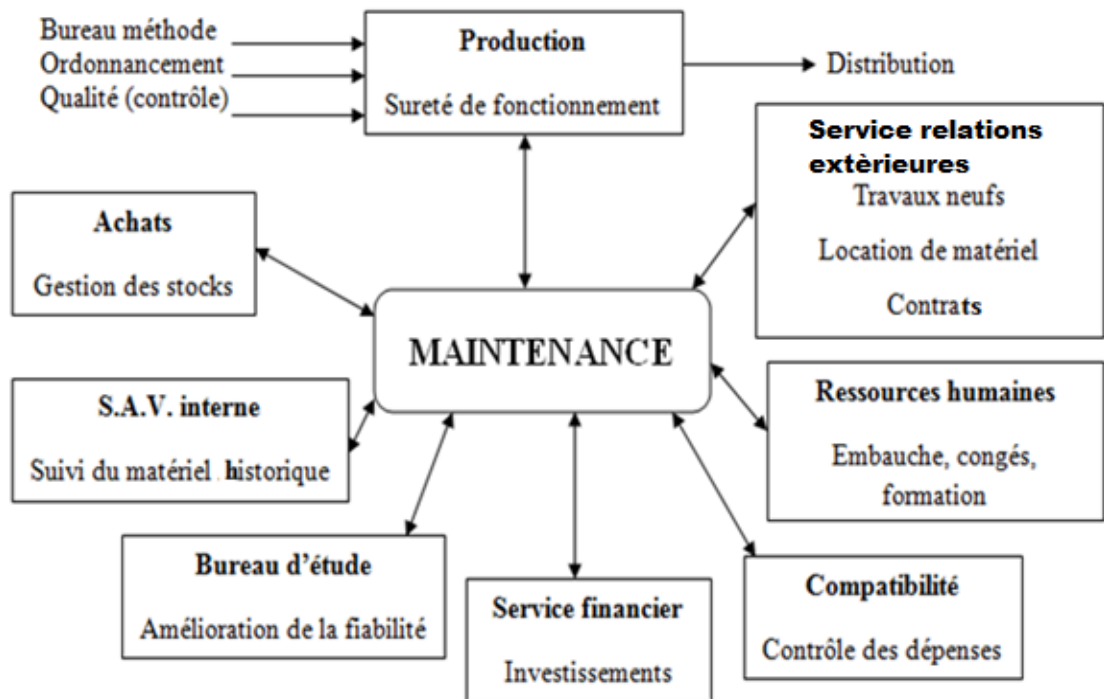 Bureau méthode
Ordonnancement
Qualité (contrôle)
Production
Sureté de fonctionnement
Distribution
Service relations
extèrieures
Travaux neufs
Location de matériel
Contrats
Achats
Gestion des stocks
MAINTENANCE
S.A.V. interne
Suivi du matériel . historique
Ressources humaines
Embauche, congés,
formation
Bureau d’étude
Amélioration de la fiabilité
Service financier
Investissements
Compatibilité
Contrôle des dépenses